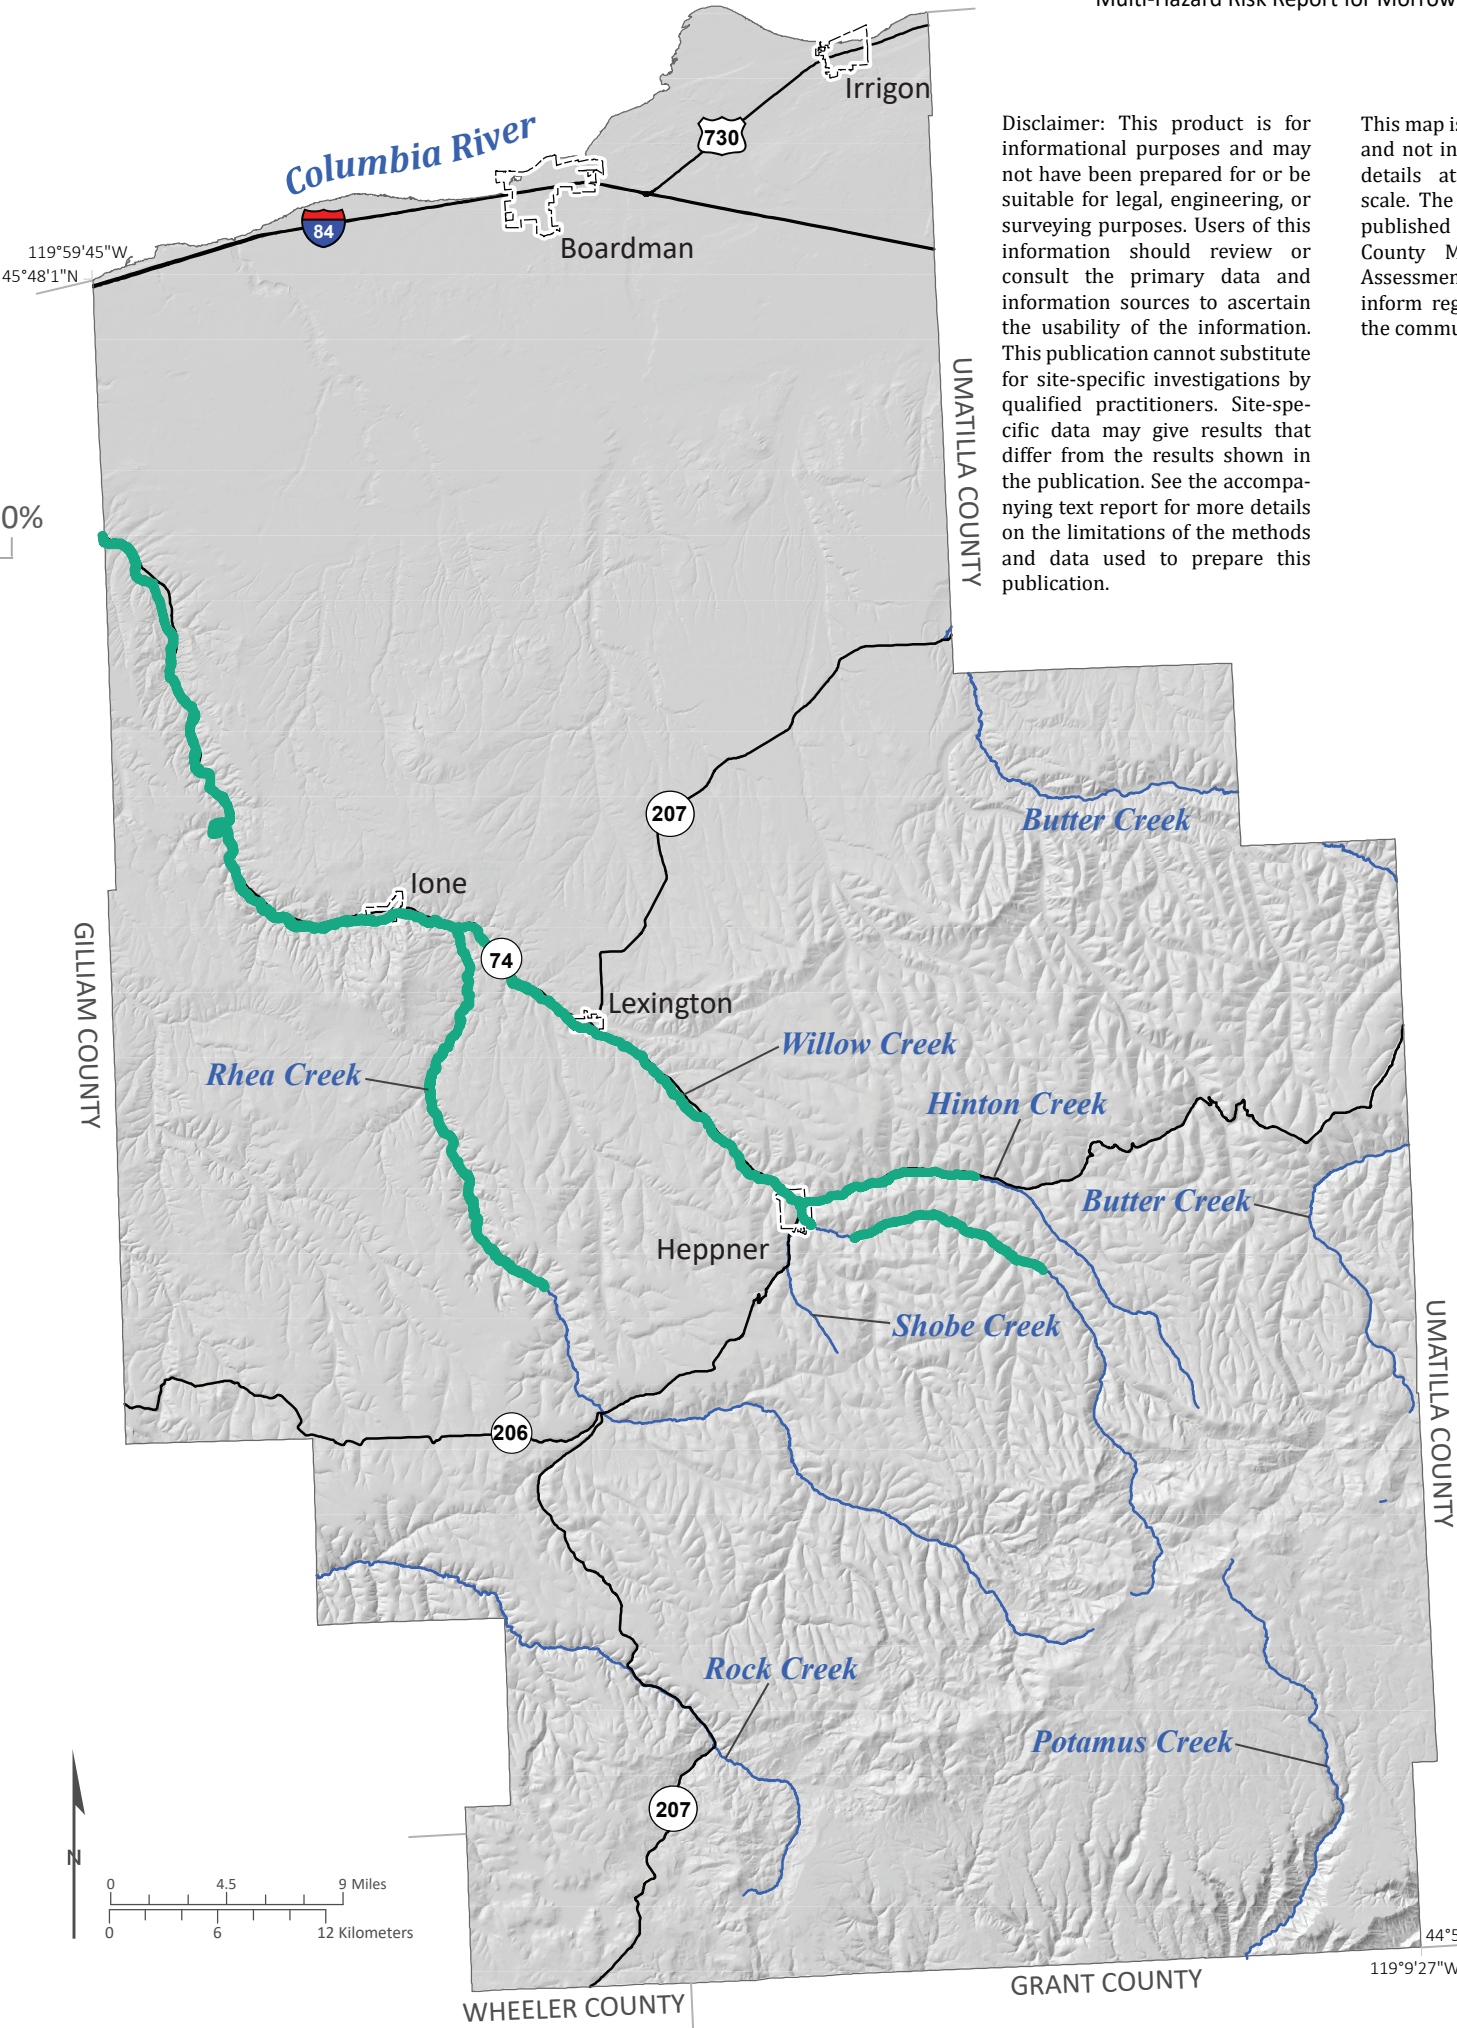 Multi-Hazard Risk Report for Morrow
Irrigon
730
Columbia River
84
Boardman
119°59'45"W
45°48'1"N
Disclaimer: This product is for
informational purposes and may
not have been prepared for or be
suitable for legal, engineering, or
surveying purposes. Users of this
information should review or
consult the primary data and
information sources to ascertain
the usability of the information.
This publication cannot substitute
for site-specific investigations by
qualified practitioners. Site-spe-
cific data may give results that
differ from the results shown in
the publication. See the accompa-
nying text report for more details
on the limitations of the methods
and data used to prepare this
publication.
This map is
and not in
details at
scale. The
published
County M
Assessmen
inform reg
the commu
UMATILLA COUNTY
0%
207
Butter Creek
Ione
74
GILLIAM COUNTY
Lexington
Willow Creek
Rhea Creek
Hinton Creek
Butter Creek
Heppner
Shobe Creek
UMATILLA COUNTY
206
Rock Creek
Potamus Creek
207
N
0 4.5 9 Miles
0 6 12 Kilometers
44°5
119°9'27"W
GRANT COUNTY
WHEELER COUNTY